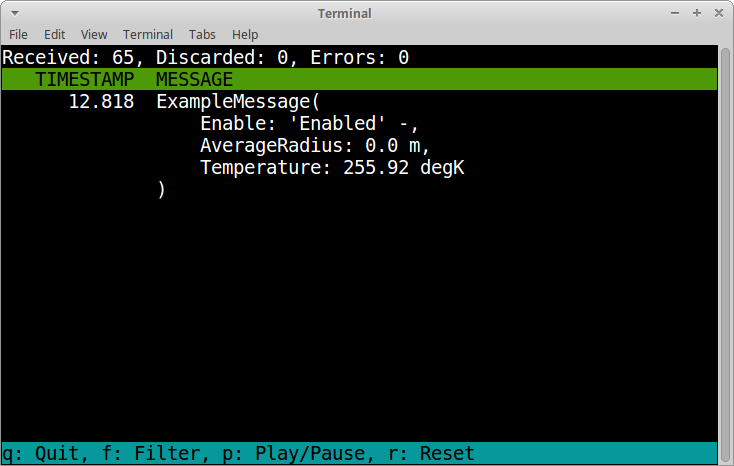 Terminal
File Edit View Terminal Tabs Help
Received: 65, Discarded: 0, Errors: 0
TIMESTAMP MESSAGE
12.818 ExampleMessage(
Enable: 'Enabled' -,
AverageRadius: 0.0 m,
Temperature: 255.92 degK
)
q: Quit, f: Filter, p: Play/Pause, r: Reset